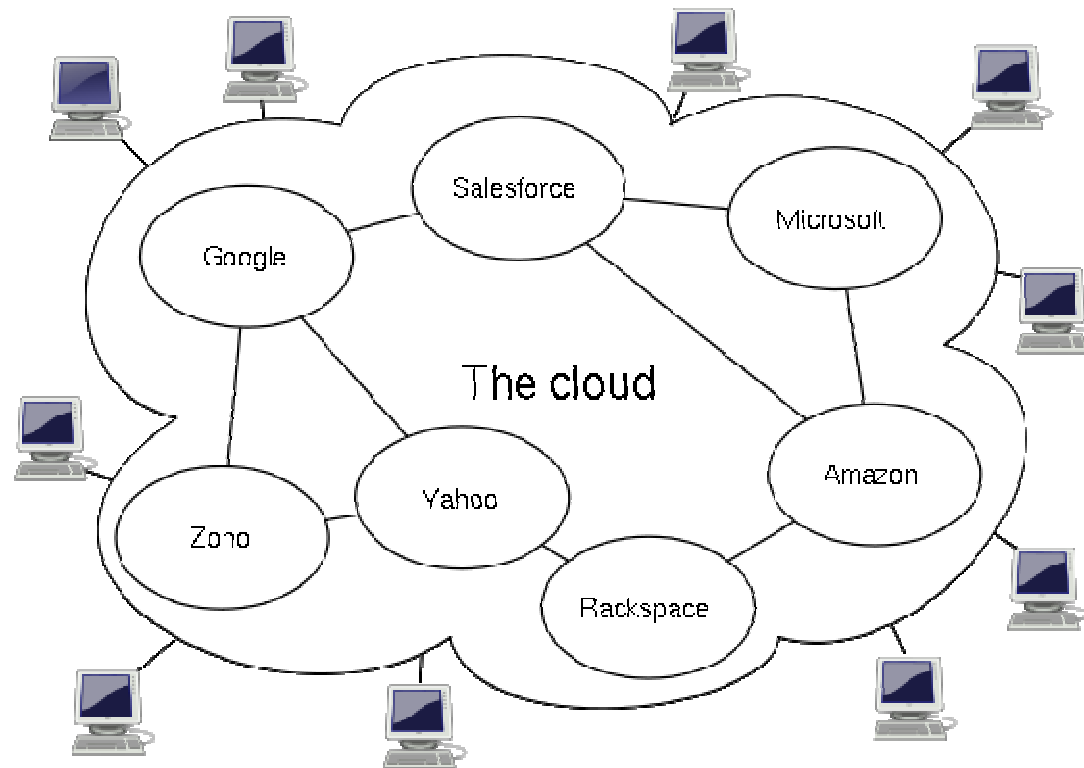 Salesforce
Microsoft
Google
The cloud
Amazon
Yahoo
Zoho
Rackspace